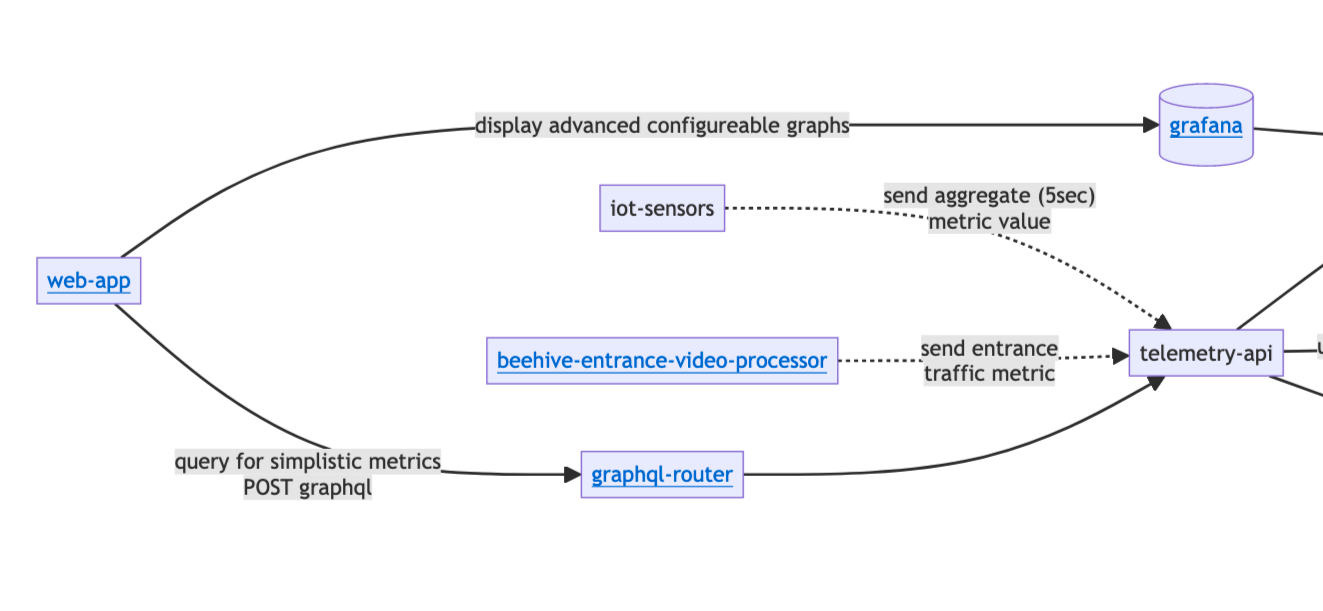 display advanced configureable graphs
grafana
iot-sensors
send aggregate (5sec)
metric value
web-app
beehive-entrance-video-processor
send entrance
traffic metric
telemetry-api
query for simplistic metrics
POST graphql
graphql-router